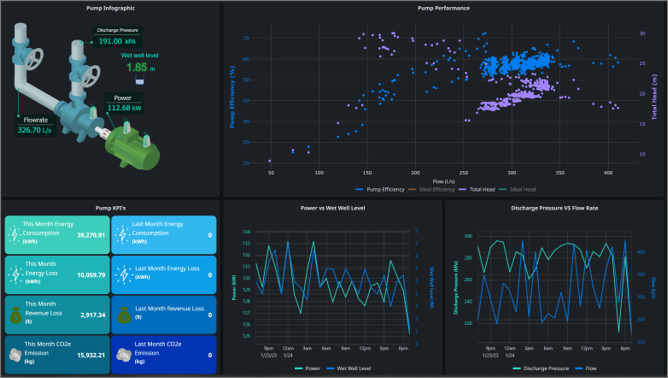 Pump Infographic
Discharge Pressure
191.00 kPA
Wet well level
1.85 m
Power
112.68 kW
Flowrate
326.70 L/s
Pump Performance
Pump Efficiency (%)
70
60
50
40
30
20
10
30
25
20
15
10
Total Head (m)
50
100
150
200
250
300
350
400
Flow (L/s)
Pump Efficiency
Ideal Efficiency
Total Head
Ideal Head
Pump KPI's
This Month Energy
Consumption
(kWh)
39,270.91
Last Month Energy
Consumption
(kWh)
0
This Month
Energy Loss
(kWh)
10,059.79
Last Month Energy Loss
(kWh)
0
This Month
Revenue Loss
($)
2,917.34
Last Month Revenue Loss
($)
0
This Month CO2e
Emission
(kg)
15,932.21
Last Month CO2e
Emission
(kg)
0
Power vs Wet Well Level
Power (kW)
134
133
132
131
130
129
128
127
126
125
Wet Well Level (M)
9pm
1/23/23
12am
1/24
3am
6am
9am
12pm
3pm
6pm
Power
Wet Well Level
Discharge Pressure VS Flow Rate
Discharge Pressure (kPa)
300
280
260
240
220
400
350
300
250
Flow (L/s)
9pm
1/23/23
12am
1/24
3am
6am
9am
12pm
3pm
6pm
Discharge Pressure
Flow